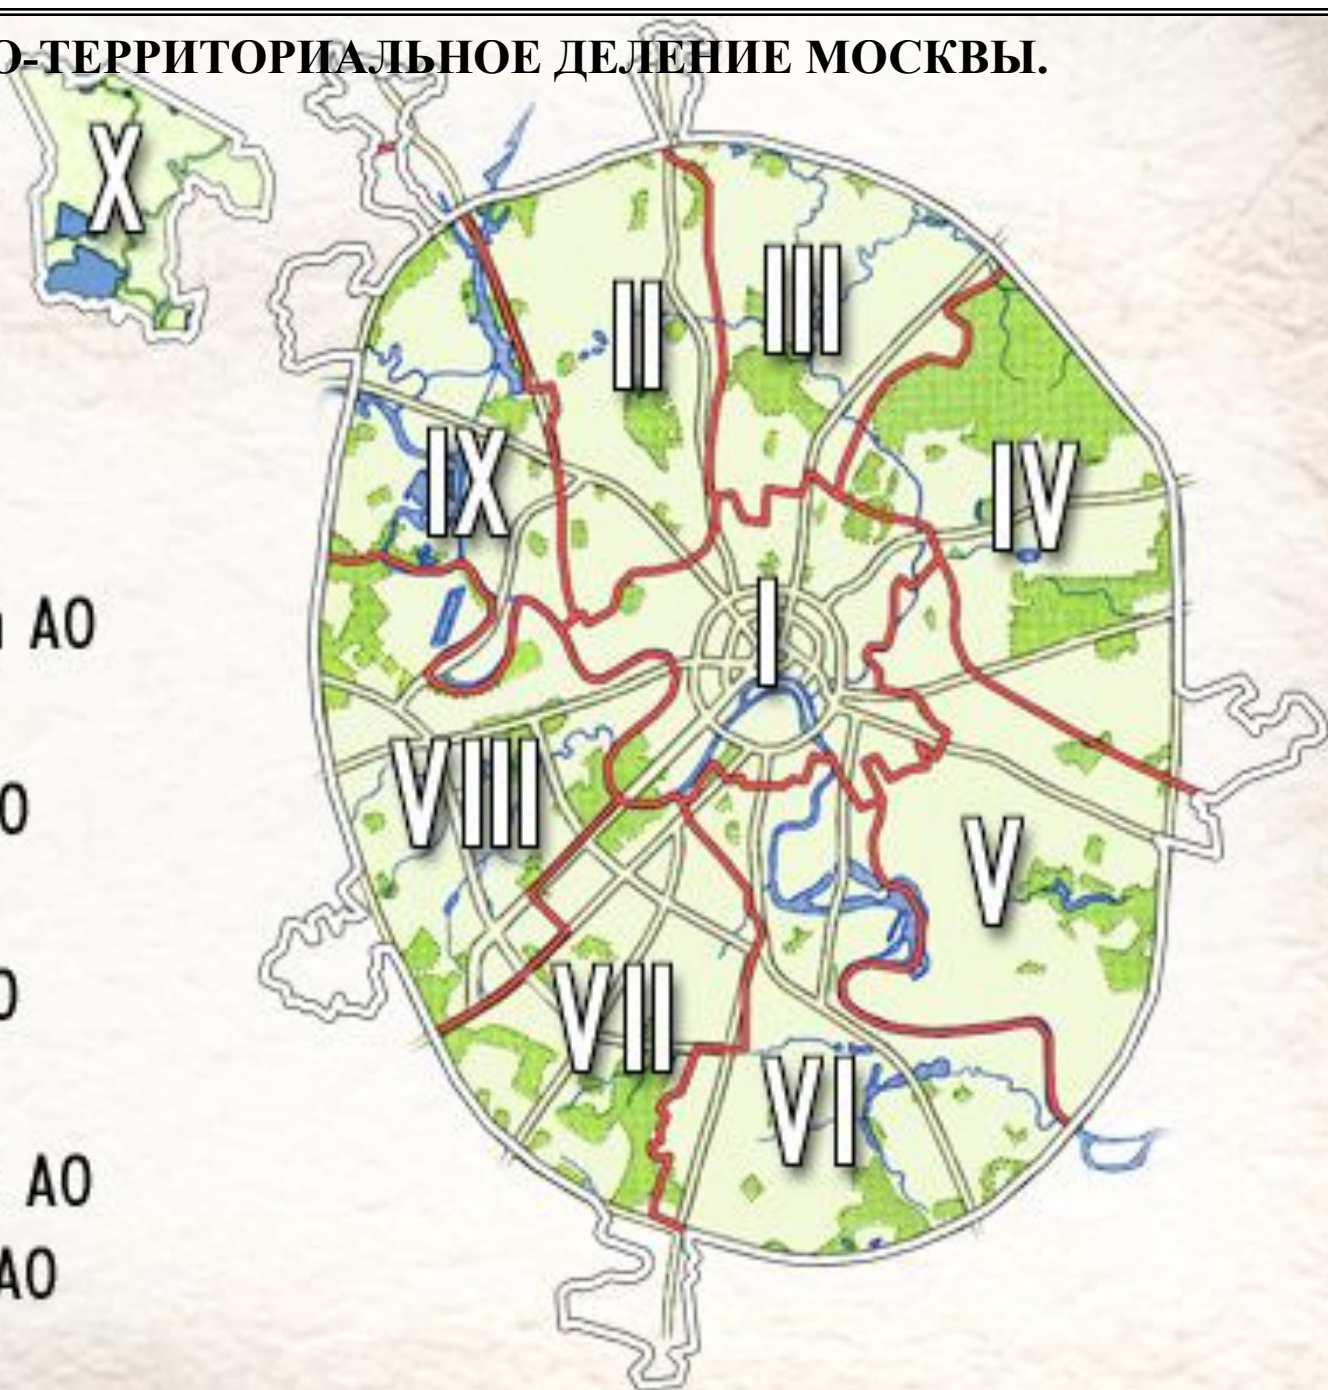 О-ТЕРРИТОРИАЛЬНОЕ ДЕЛЕНИЕ МОСКВЫ.
X
II
III
IX
IV
I
АО
VIII
О
V
VII
О
VI
АО
АО